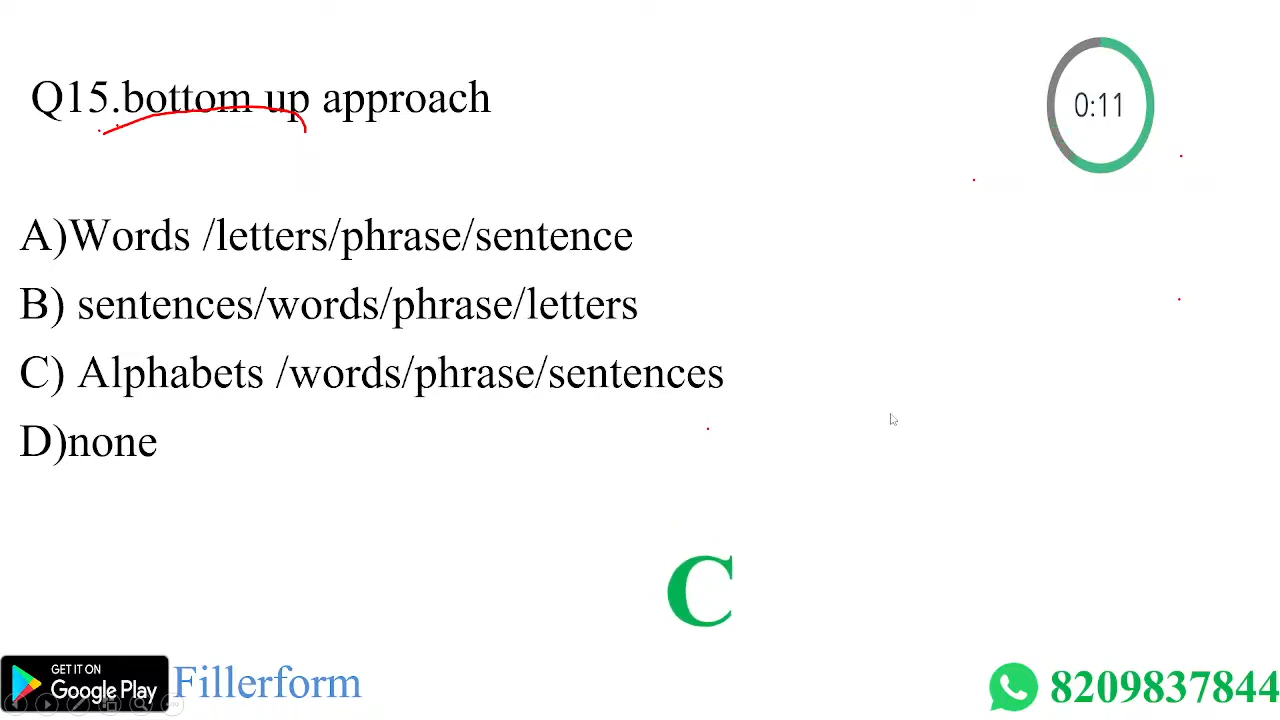 Q15.bottom up approach
0:11
A)Words /letters/phrase/sentence
B) sentences/words/phrase/letters
C) Alphabets /words/phrase/sentences
D)none
C
GET IT ON
Google Play
Fillerform
8209837844